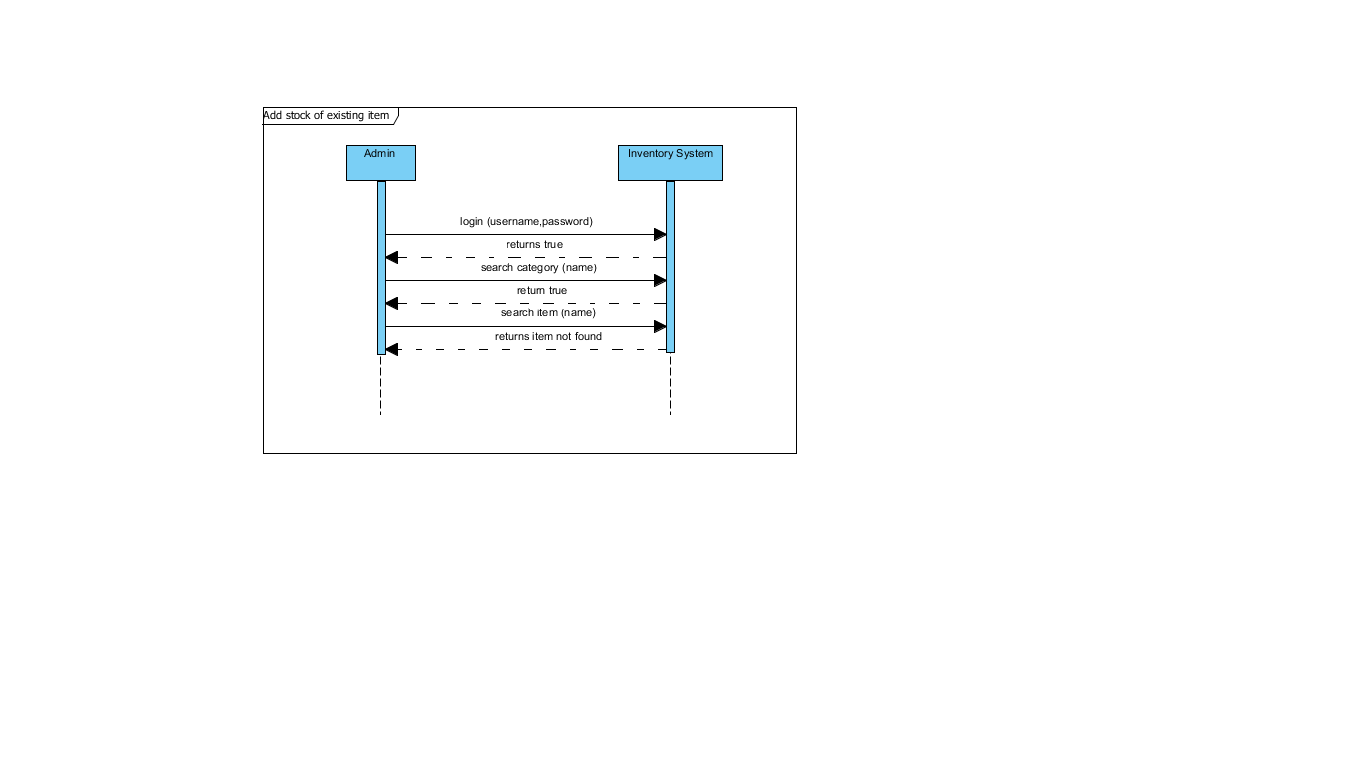 Add stock of existing item
Admin
Inventory System
login (username,password)
returns true
search category (name)
return true
search item (name)
returns item not found